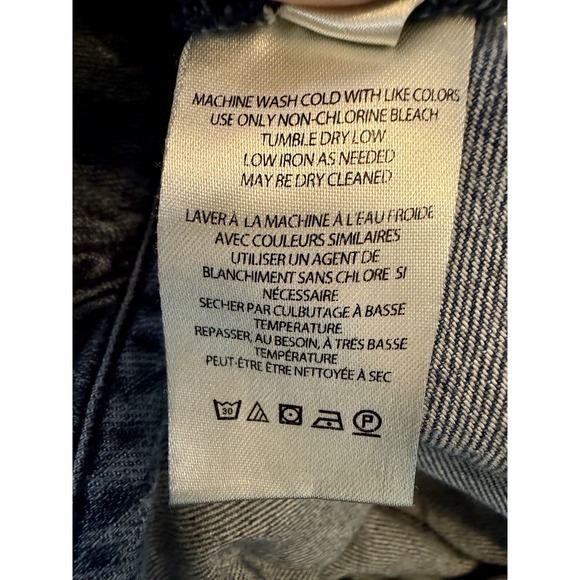 MACHINE WASH COLD WITH LIKE COLORS
USE ONLY NON-CHLORINE BLEACH
TUMBLE DRY LOW
LOW IRON AS NEEDED
MAY BE DRY CLEANED
LAVER À LA MACHINE À L'EAU FROIDE
AVEC COULEURS SIMILAIRES
UTILISER UN AGENT DE
BLANCHIMENT SANS CHLORE SI
NÉCESSAIRE
SECHER PAR CULBUTAGE À BASSE
TEMPERATURE
REPASSER, AU BESOIN, À TRÉS BASSE
TEMPÉRATURE
PEUT-ÊTRE ÊTRE NETTOYÉE À SEC
30 P